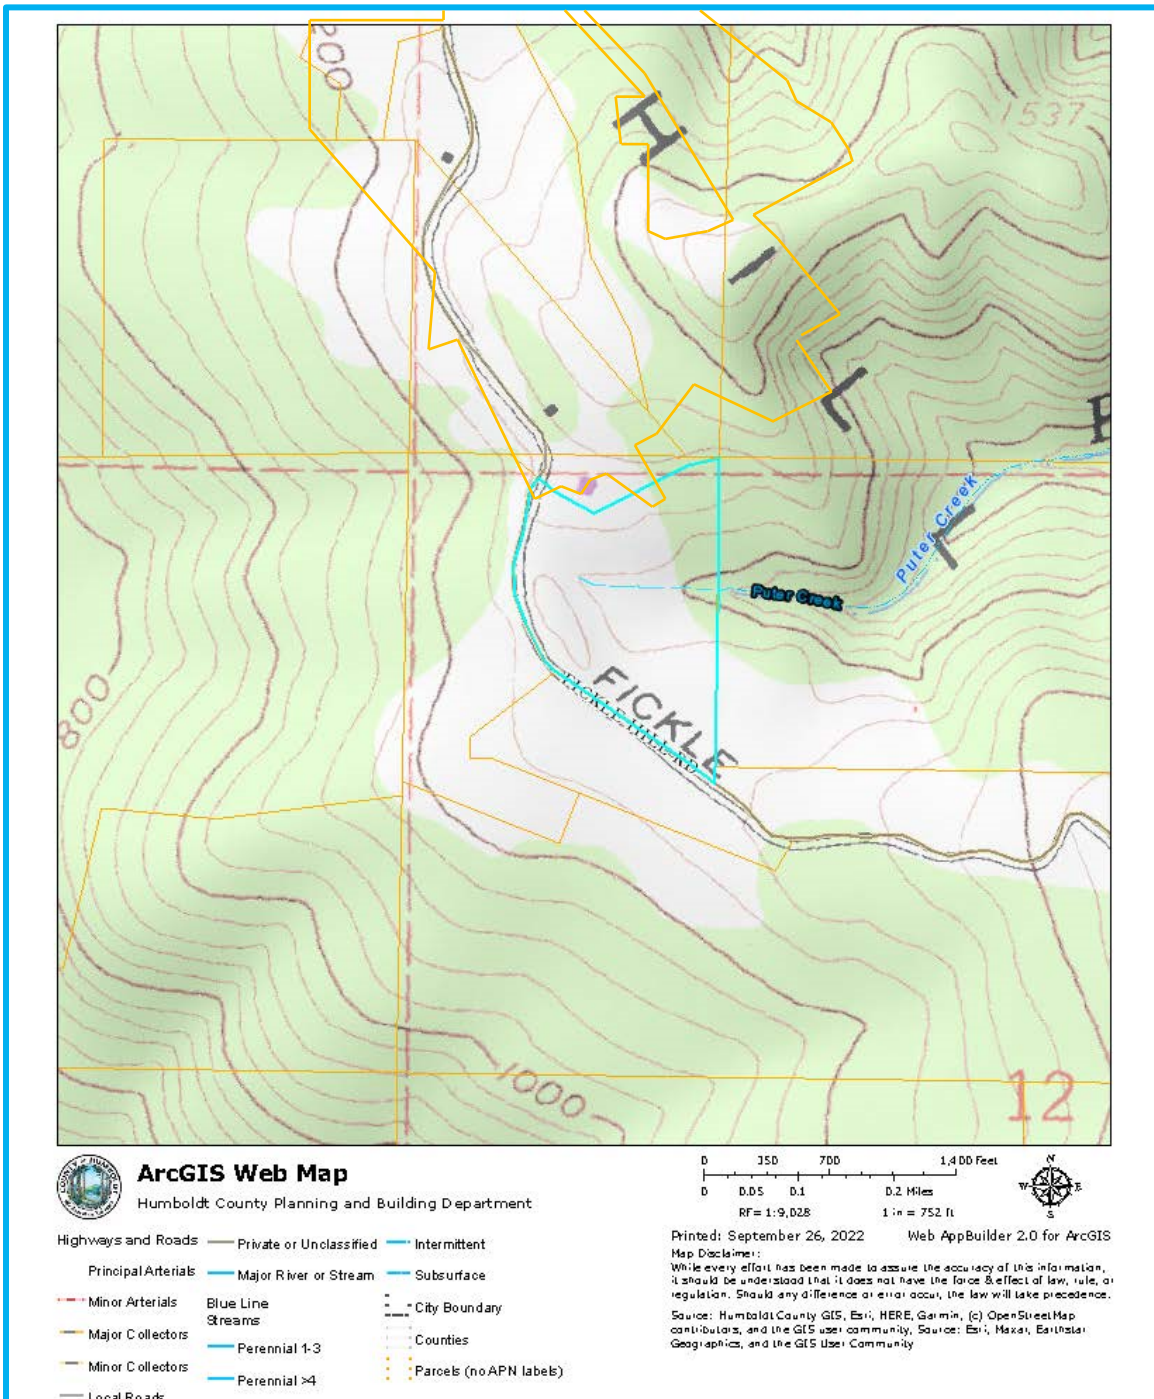 200
H
I
L
L
1537
P
Puter Creek
Puter Creek
FICKLE
FICKLE HILL RD
800
1000
12
COUNTY OF HUMBOLDT
ArcGIS Web Map
Humboldt County Planning and Building Department
0 350 700 1,400 Feet
0 0.05 0.1 0.2 Miles
RF= 1:9,028 1 in = 752 ft
N
W E
S
Printed: September 26, 2022 Web AppBuilder 2.0 for ArcGIS
Map Disclaimer:
While every effort has been made to assure the accuracy of this information,
it should be understood that it does not have the force & effect of law, rule, or
regulation. Should any difference or error occur, the law will take precedence.
Source: Humboldt County GIS, Esri, HERE, Garmin, (c) OpenStreetMap
contributors, and the GIS user community, Source: Esri, Maxar, Earthstar
Geographics, and the GIS User Community
Highways and Roads
Principal Arterials
Minor Arterials
Major Collectors
Minor Collectors
Local Roads
Private or Unclassified
Major River or Stream
Blue Line
Streams
Perennial 1-3
Perennial >4
Intermittent
Subsurface
City Boundary
Counties
Parcels (no APN labels)